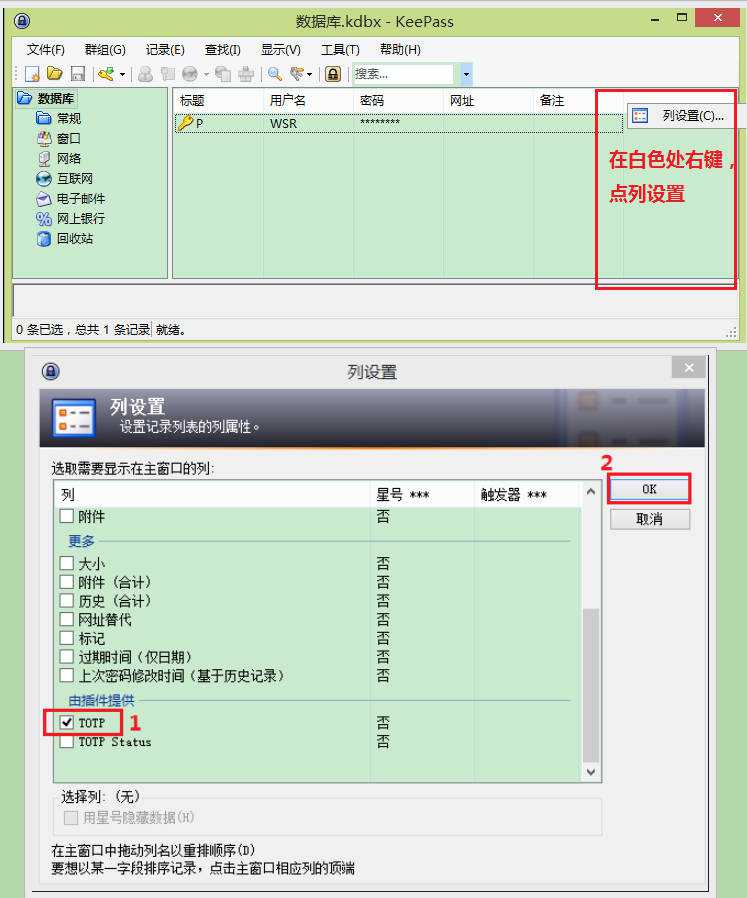 数据库.kdbx - KeePass
文件(F) 群组(G) 记录(E) 查找(I) 显示(V) 工具(T) 帮助(H)
搜素...
数据库
常规
窗口
网络
互联网
电子邮件
网上银行
回收站
标题 用户名 密码 网址 备注
P WSR ********
列设置(C)...
在白色处右键，
点列设置
0 条已选，总共 1 条记录 就绪。
列设置
列设置
设置记录列表的列属性。
选取需要显示在主窗口的列:
列 星号 *** 触发器 ***
附件 否
更多
大小 否
附件（合计） 否
历史（合计） 否
网址替代 否
标记 否
过期时间（仅日期） 否
上次密码修改时间（基于历史记录） 否
由插件提供
TOTP 否
1
TOTP Status 否
2
OK
取消
选择列: （无）
用星号隐藏数据(H)
在主窗口中拖动列名以重排顺序(D)
要想以某一字段排序记录，点击主窗口相应列的顶端